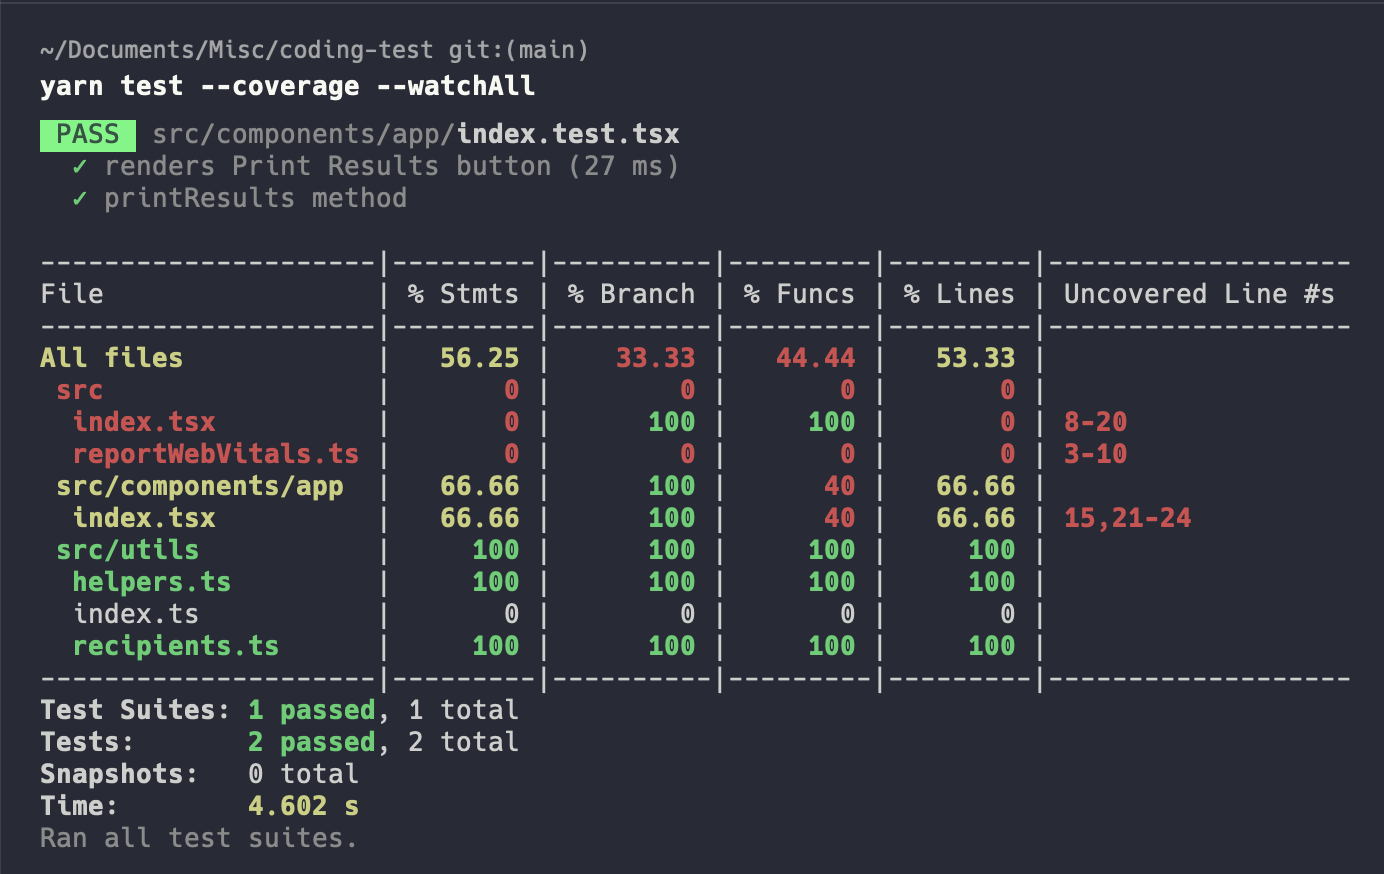 ~/Documents/Misc/coding-test git:(main)
yarn test --coverage --watchAll
PASS src/components/app/index.test.tsx
✓ renders Print Results button (27 ms)
✓ printResults method
---------------------|---------|----------|---------|---------|-------------------
File                 | % Stmts | % Branch | % Funcs | % Lines | Uncovered Line #s
---------------------|---------|----------|---------|---------|-------------------
All files            |   56.25 |    33.33 |   44.44 |   53.33 |
 src                 |       0 |        0 |       0 |       0 |
  index.tsx          |       0 |      100 |     100 |       0 | 8-20
  reportWebVitals.ts |       0 |        0 |       0 |       0 | 3-10
 src/components/app  |   66.66 |      100 |      40 |   66.66 |
  index.tsx          |   66.66 |      100 |      40 |   66.66 | 15,21-24
 src/utils           |     100 |      100 |     100 |     100 |
  helpers.ts         |     100 |      100 |     100 |     100 |
  index.ts           |       0 |        0 |       0 |       0 |
  recipients.ts      |     100 |      100 |     100 |     100 |
---------------------|---------|----------|---------|---------|-------------------
Test Suites: 1 passed, 1 total
Tests:       2 passed, 2 total
Snapshots:   0 total
Time:        4.602 s
Ran all test suites.